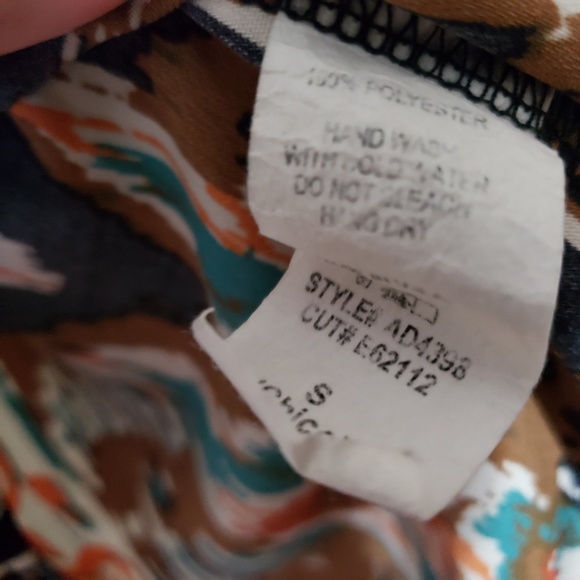 100% POLYESTER
HAND WASH
WITH COLD WATER
DO NOT BLEACH
HANG DRY
STYLE# AD4398
CUT# E62112
S